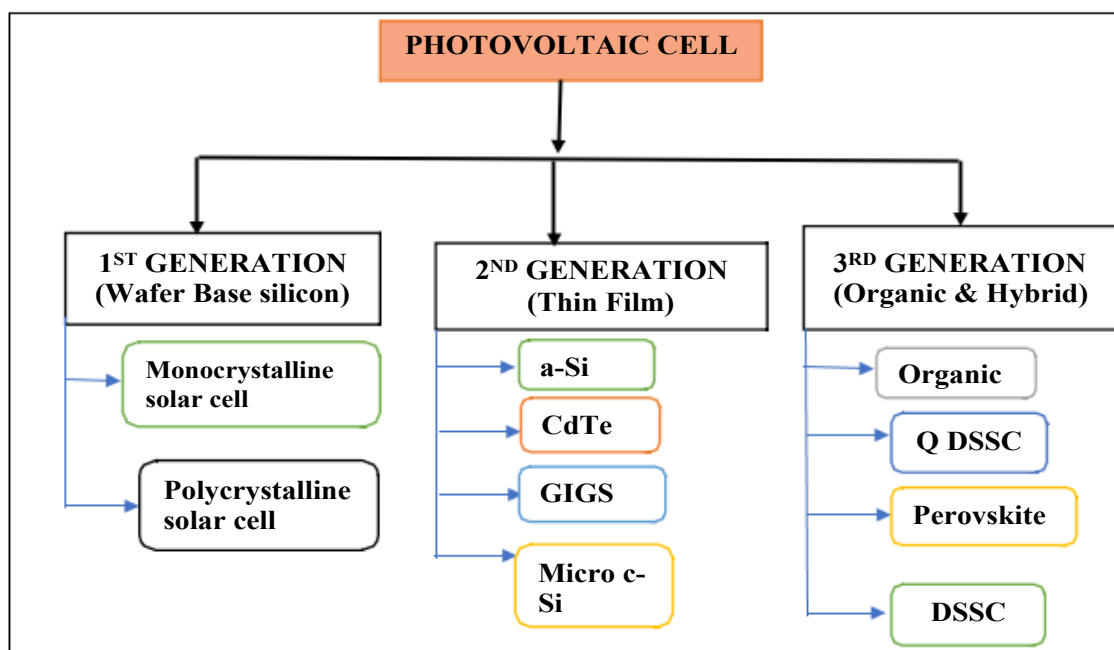 PHOTOVOLTAIC CELL
1ST GENERATION
(Wafer Base silicon)
Monocrystalline
solar cell
Polycrystalline
solar cell
2ND GENERATION
(Thin Film)
a-Si
CdTe
GIGS
Micro c-
Si
3RD GENERATION
(Organic & Hybrid)
Organic
Q DSSC
Perovskite
DSSC